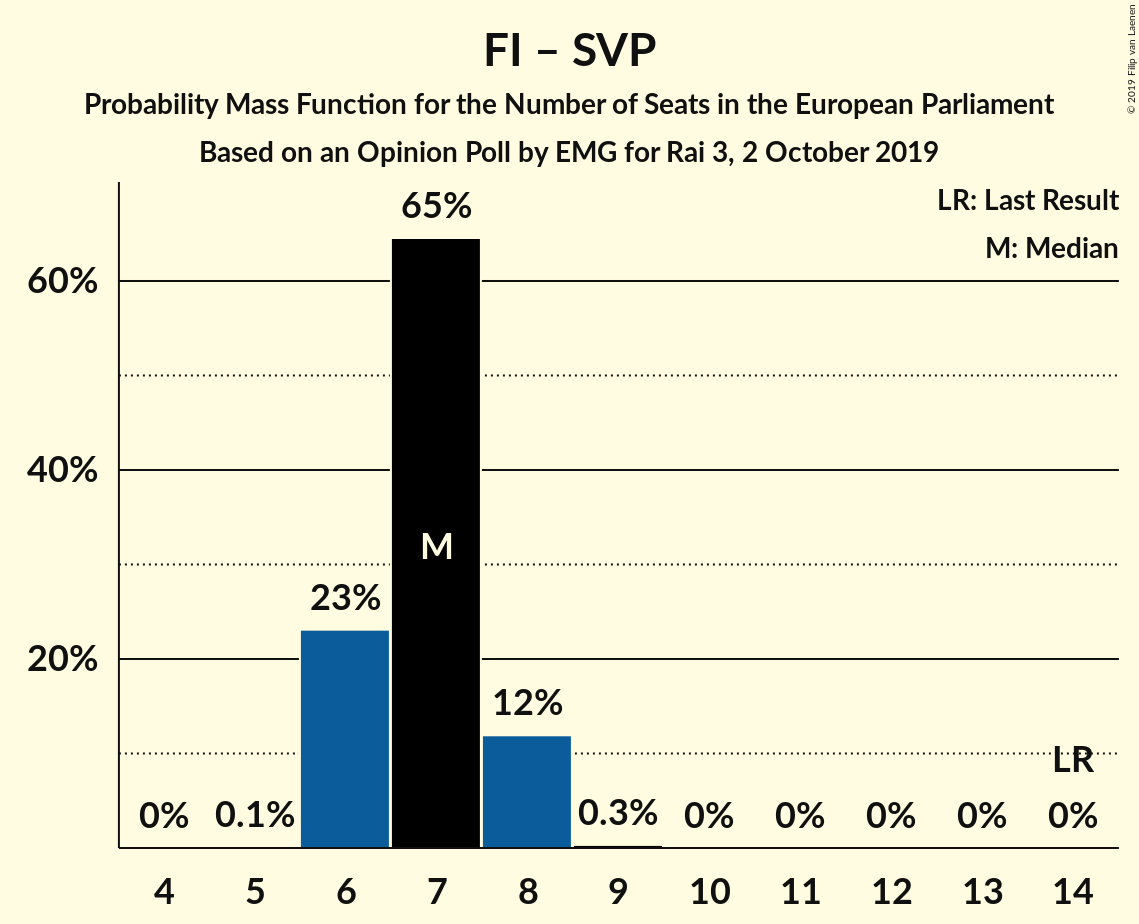 FI – SVP
Probability Mass Function for the Number of Seats in the European Parliament
Based on an Opinion Poll by EMG for Rai 3, 2 October 2019
© 2019 Filip van Laenen
LR: Last Result
M: Median
65%
60%
40%
M
23%
20%
12%
LR
0% 0.1% 0.3% 0% 0% 0% 0% 0%
4 5 6 7 8 9 10 11 12 13 14